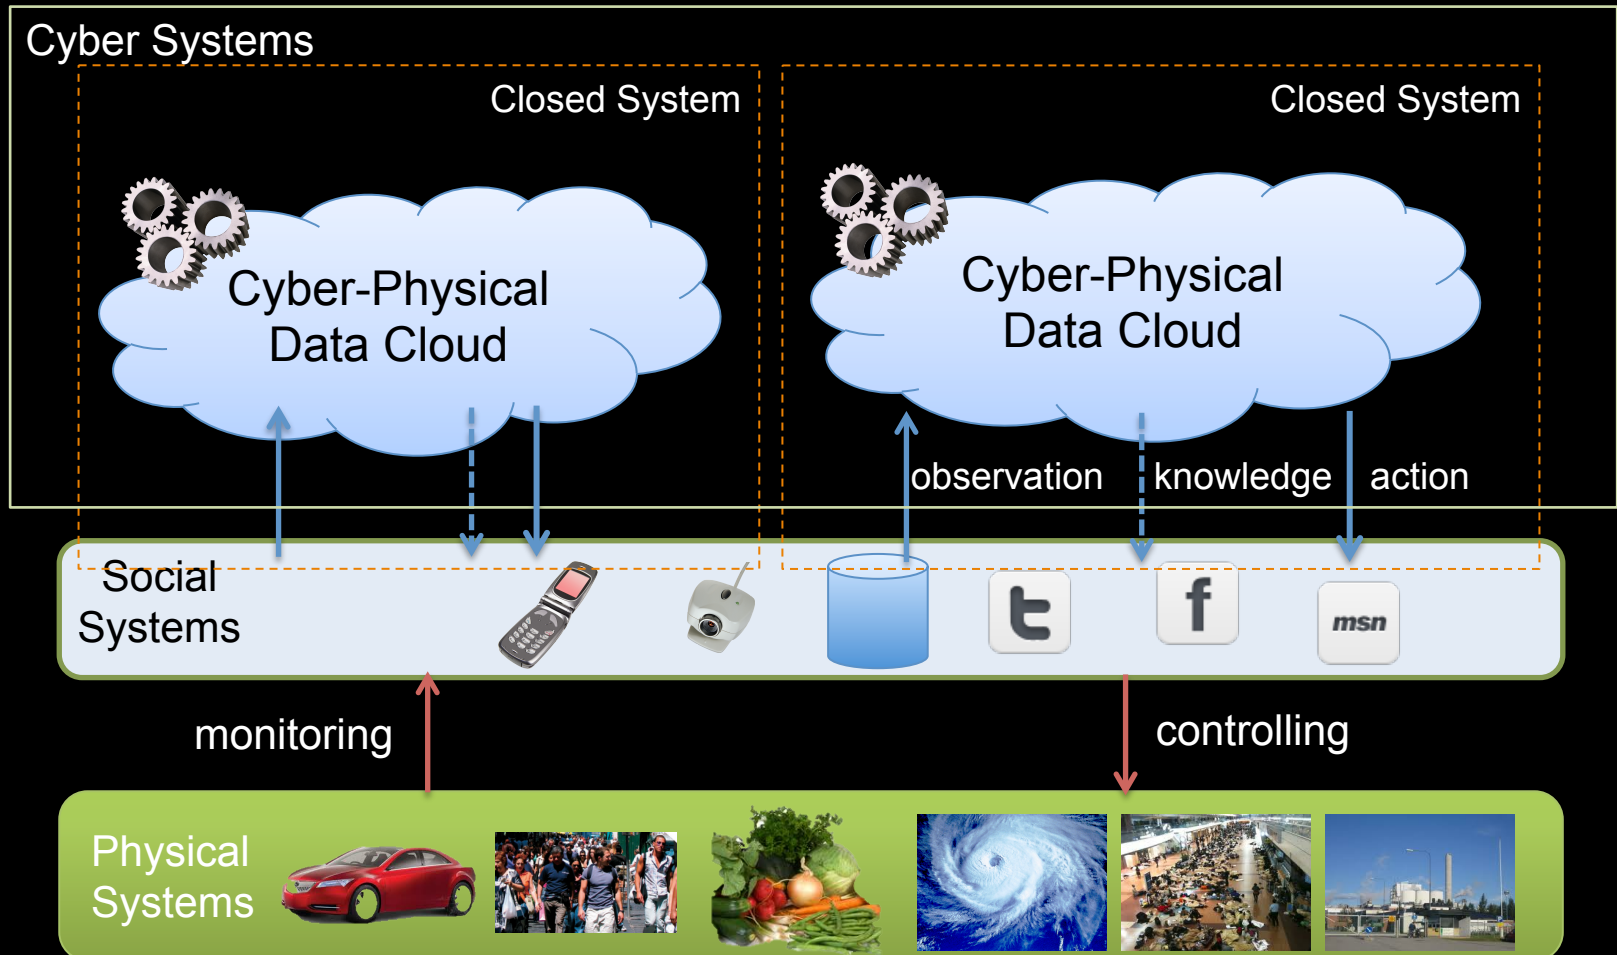 Cyber Systems
Closed System
Closed System
Cyber-Physical
Data Cloud
Cyber-Physical
Data Cloud
observation
knowledge
action
Social
Systems
t
f
msn
monitoring
controlling
Physical
Systems